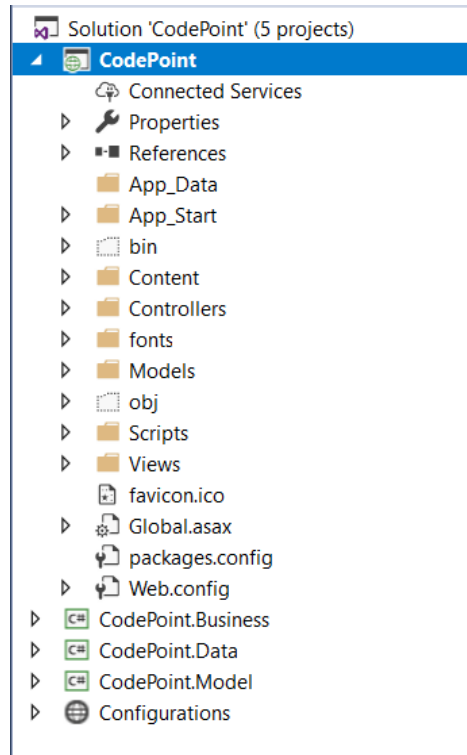 Solution 'CodePoint' (5 projects)
CodePoint
Connected Services
Properties
References
App_Data
App_Start
bin
Content
Controllers
fonts
Models
obj
Scripts
Views
favicon.ico
Global.asax
packages.config
Web.config
C# CodePoint.Business
C# CodePoint.Data
C# CodePoint.Model
Configurations